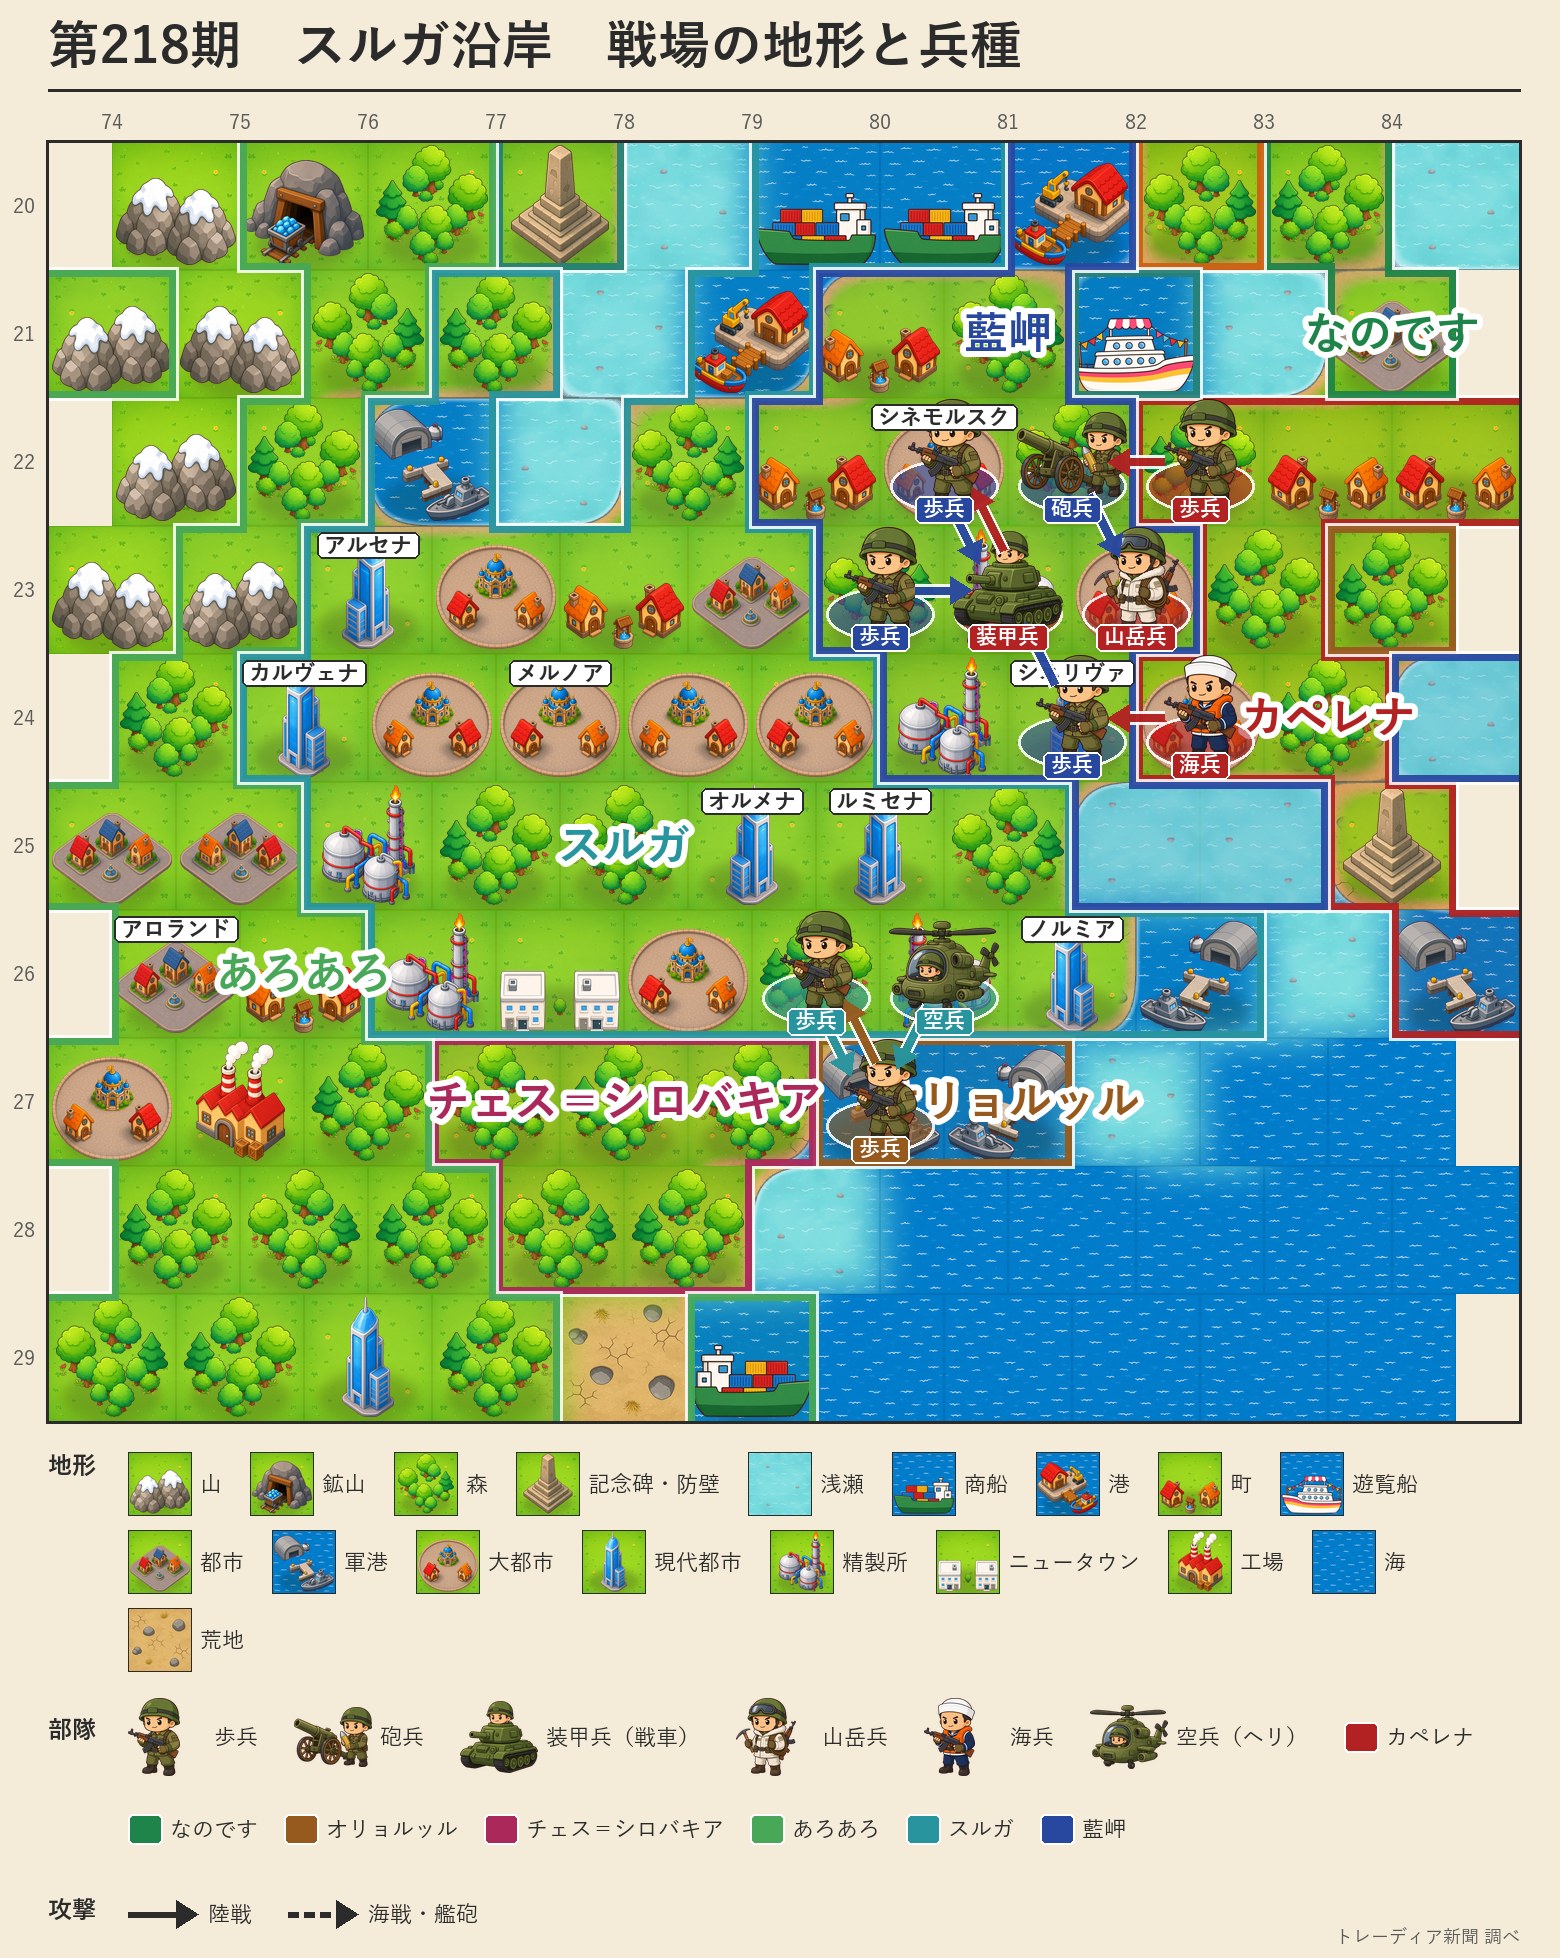 第218期　スルガ沿岸　戦場の地形と兵種
74 75 76 77 78 79 80 81 82 83 84
20
21
藍岬
なのです
22
シネモルスク
歩兵
砲兵
歩兵
アルセナ
23
歩兵
装甲兵
山岳兵
カルヴェナ
メルノア
24
カペレナ
歩兵
海兵
オルメナ
ルミセナ
25
スルガ
アロランド
ノルミア
26
あろあろ
歩兵
空兵
27
チェス＝シロバキア
リョルッル
歩兵
28
29
地形
山 鉱山 森 記念碑・防壁 浅瀬 商船 港 町 遊覧船
都市 軍港 大都市 現代都市 精製所 ニュータウン 工場 海
荒地
部隊
歩兵 砲兵 装甲兵（戦車） 山岳兵 海兵 空兵（ヘリ） カペレナ
なのです オリョルッル チェス＝シロバキア あろあろ スルガ 藍岬
攻撃
陸戦 海戦・艦砲
トレーディア新聞 調べ